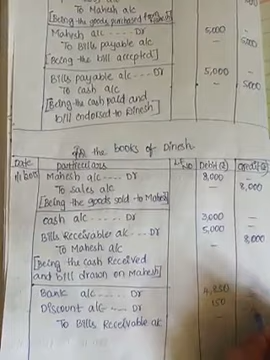 To Mahesh a/c
[Being the goods purchased from Mahesh]
Mahesh a/c ..... Dr 5,000 -
To Bills payable a/c - 5,000
[Being the bill accepted]
Bills payable a/c .... Dr 5,000 -
To cash a/c - 5,000
[Being the cash paid and
bill endorsed to Dinesh]
the books of Dinesh
Date particulars L.F NO Debit(₹) Credit(₹)
Mahesh a/c ..... Dr 8,000 -
To sales a/c - 8,000
[Being the goods sold to Mahesh]
cash a/c ...... Dr 3,000 -
Bills Receivable a/c ... Dr 5,000 -
To Mahesh a/c - 8,000
[Being the cash Received
and bill drawn on Mahesh]
Bank a/c ..... Dr 4,850
Discount a/c .... Dr 150
To Bills Receivable a/c -